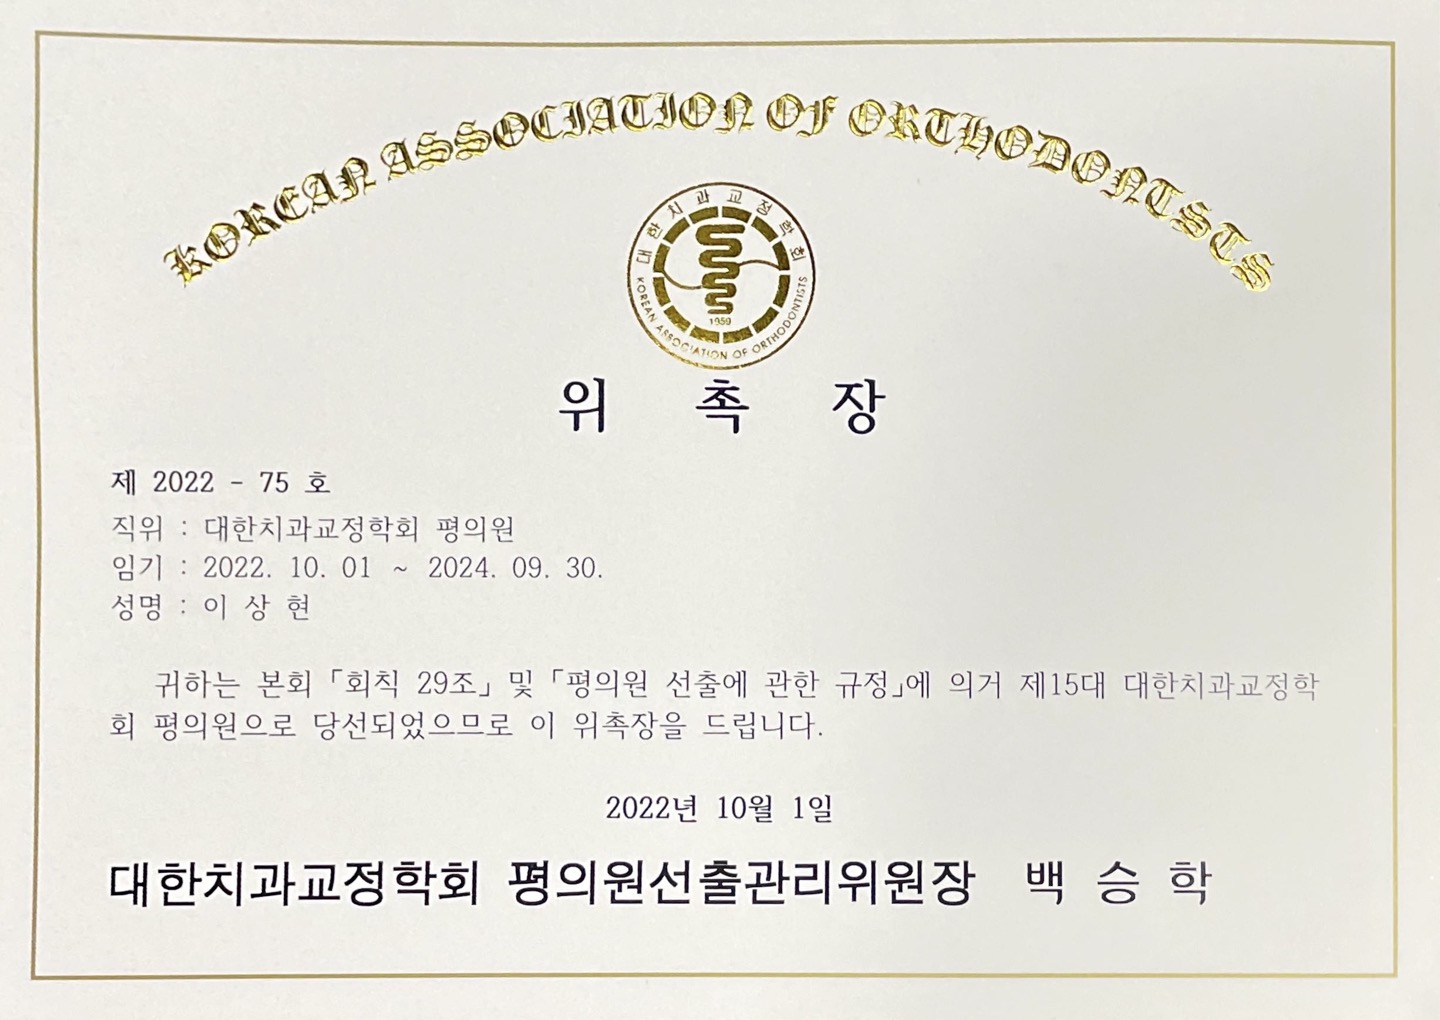 KOREAN ASSOCIATION OF ORTHODONTSTS
대한치과교정학회
1959
KOREAN ASSOCIATION OF ORTHODONTISTS
위 촉 장
제 2022 - 75 호
직위 : 대한치과교정학회 평의원
임기 : 2022. 10. 01 ~ 2024. 09. 30.
성명 : 이 상 현
귀하는 본회 「회칙 29조」 및 「평의원 선출에 관한 규정」에 의거 제15대 대한치과교정학
회 평의원으로 당선되었으므로 이 위촉장을 드립니다.
2022년 10월 1일
대한치과교정학회 평의원선출관리위원장 백 승 학